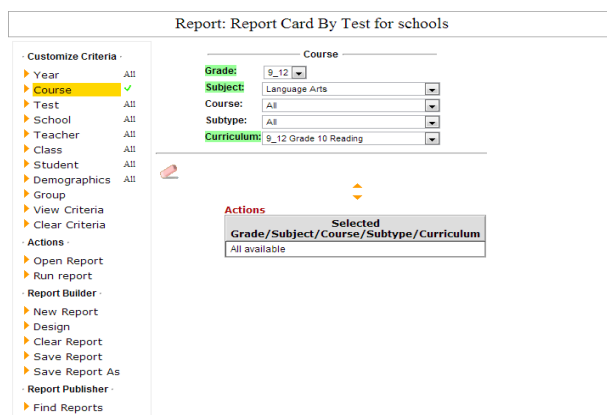 Report: Report Card By Test for schools
· Customize Criteria ·
Year All
Course
Test All
School All
Teacher All
Class All
Student All
Demographics All
Group
View Criteria
Clear Criteria
· Actions ·
Open Report
Run report
· Report Builder ·
New Report
Design
Clear Report
Save Report
Save Report As
· Report Publisher ·
Find Reports
Course
Grade: 9_12
Subject: Language Arts
Course: All
Subtype: All
Curriculum: 9_12 Grade 10 Reading
Actions
Selected
Grade/Subject/Course/Subtype/Curriculum
All available